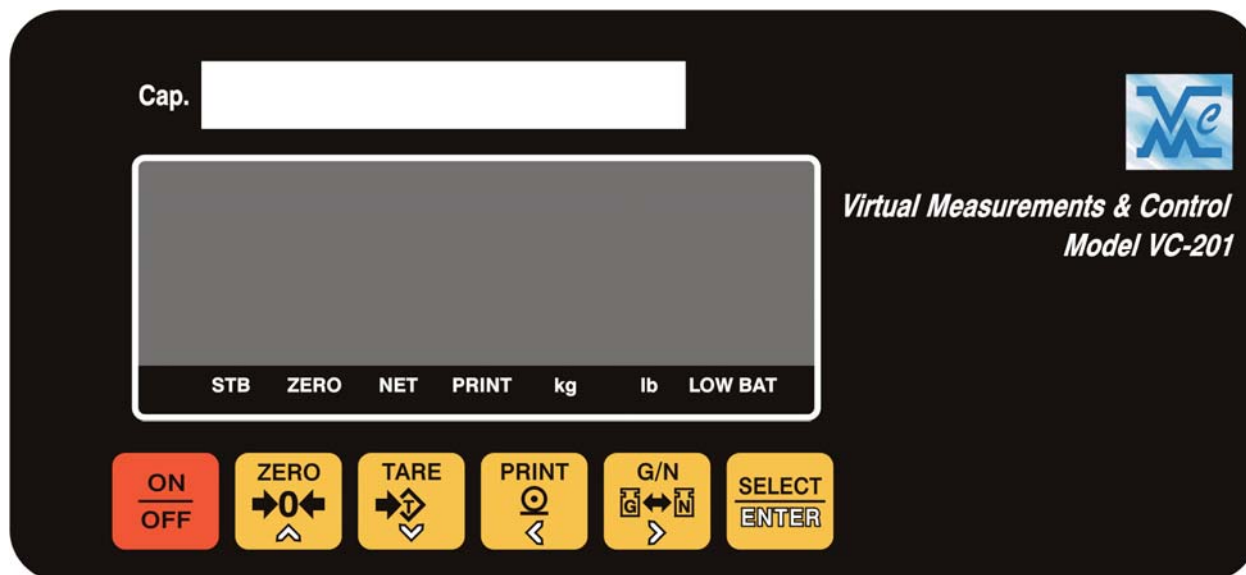 Cap.
VMC
Virtual Measurements & Control
Model VC-201
STB ZERO NET PRINT kg lb LOW BAT
ON
OFF
ZERO
0
TARE
T
PRINT
G/N
G N
SELECT
ENTER